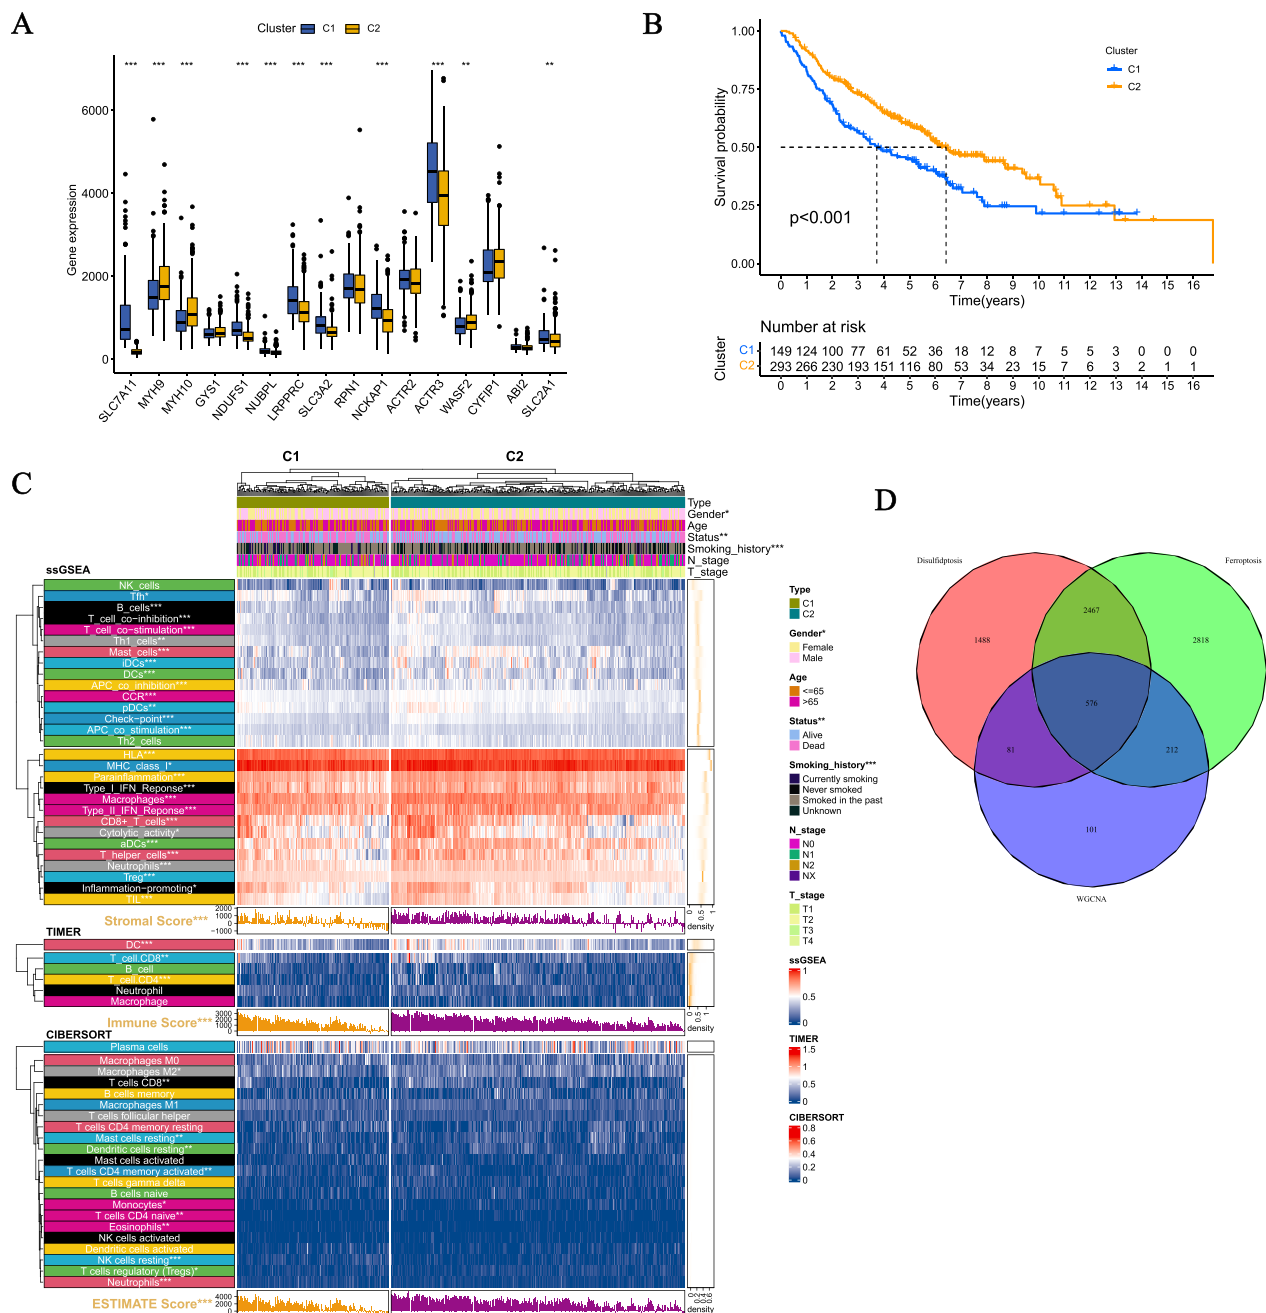 A
Cluster C1 C2
*** *** *** *** *** *** *** *** *** ** **
Gene expression
6000
4000
2000
0
SLC7A11
MYH9
MYH10
GYS1
NDUFS1
NUBPL
LRPPRC
SLC3A2
RPN1
NCKAP1
ACTR2
ACTR3
WASF2
CYFIP1
ABI2
SLC2A1
B
Survival probability
1.00
0.75
0.50
0.25
0.00
p<0.001
Cluster
C1
C2
0 1 2 3 4 5 6 7 8 9 10 11 12 13 14 15 16
Time(years)
Number at risk
Cluster
C1 149 124 100 77 61 52 36 18 12 8 7 5 5 3 0 0 0
C2 293 266 230 193 151 116 80 53 34 23 15 7 6 3 2 1 1
0 1 2 3 4 5 6 7 8 9 10 11 12 13 14 15 16
Time(years)
C
C1 C2
Type
Gender*
Age
Status**
Smoking_history***
N_stage
T_stage
ssGSEA
NK_cells
Tfh*
B_cells***
T_cell_co-inhibition***
T_cell_co-stimulation***
Th1_cells**
Mast_cells***
iDCs***
DCs***
APC_co_inhibition***
CCR***
pDCs**
Check-point***
APC_co_stimulation***
Th2_cells
HLA***
MHC_class_I*
Parainflammation***
Type_I_IFN_Reponse***
Macrophages***
Type_II_IFN_Reponse***
CD8+_T_cells***
Cytolytic_activity*
aDCs***
T_helper_cells***
Neutrophils***
Treg***
Inflammation-promoting*
TIL***
Stromal Score***
2000
1000
0
-1000
0
0.5
1
density
TIMER
DC***
T_cell.CD8**
B_cell
T_cell.CD4***
Neutrophil
Macrophage
Immune Score***
3000
2000
1000
0
0
0.5
1
density
CIBERSORT
Plasma cells
Macrophages M0
Macrophages M2*
T cells CD8**
B cells memory
Macrophages M1
T cells follicular helper
T cells CD4 memory resting
Mast cells resting**
Dendritic cells resting**
Mast cells activated
T cells CD4 memory activated**
T cells gamma delta
B cells naive
Monocytes*
T cells CD4 naive**
Eosinophils**
NK cells activated
Dendritic cells activated
NK cells resting***
T cells regulatory (Tregs)*
Neutrophils***
ESTIMATE Score***
4000
2000
0
0
0.2
0.4
0.6
density
Type
C1
C2
Gender*
Female
Male
Age
<=65
>65
Status**
Alive
Dead
Smoking_history***
Currently smoking
Never smoked
Smoked in the past
Unknown
N_stage
N0
N1
N2
NX
T_stage
T1
T2
T3
T4
ssGSEA
1
0.5
0
TIMER
1.5
1
0.5
0
CIBERSORT
0.8
0.6
0.4
0.2
0
D
Disulfidptosis
Ferroptosis
2467
1488
2818
576
81
212
101
WGCNA